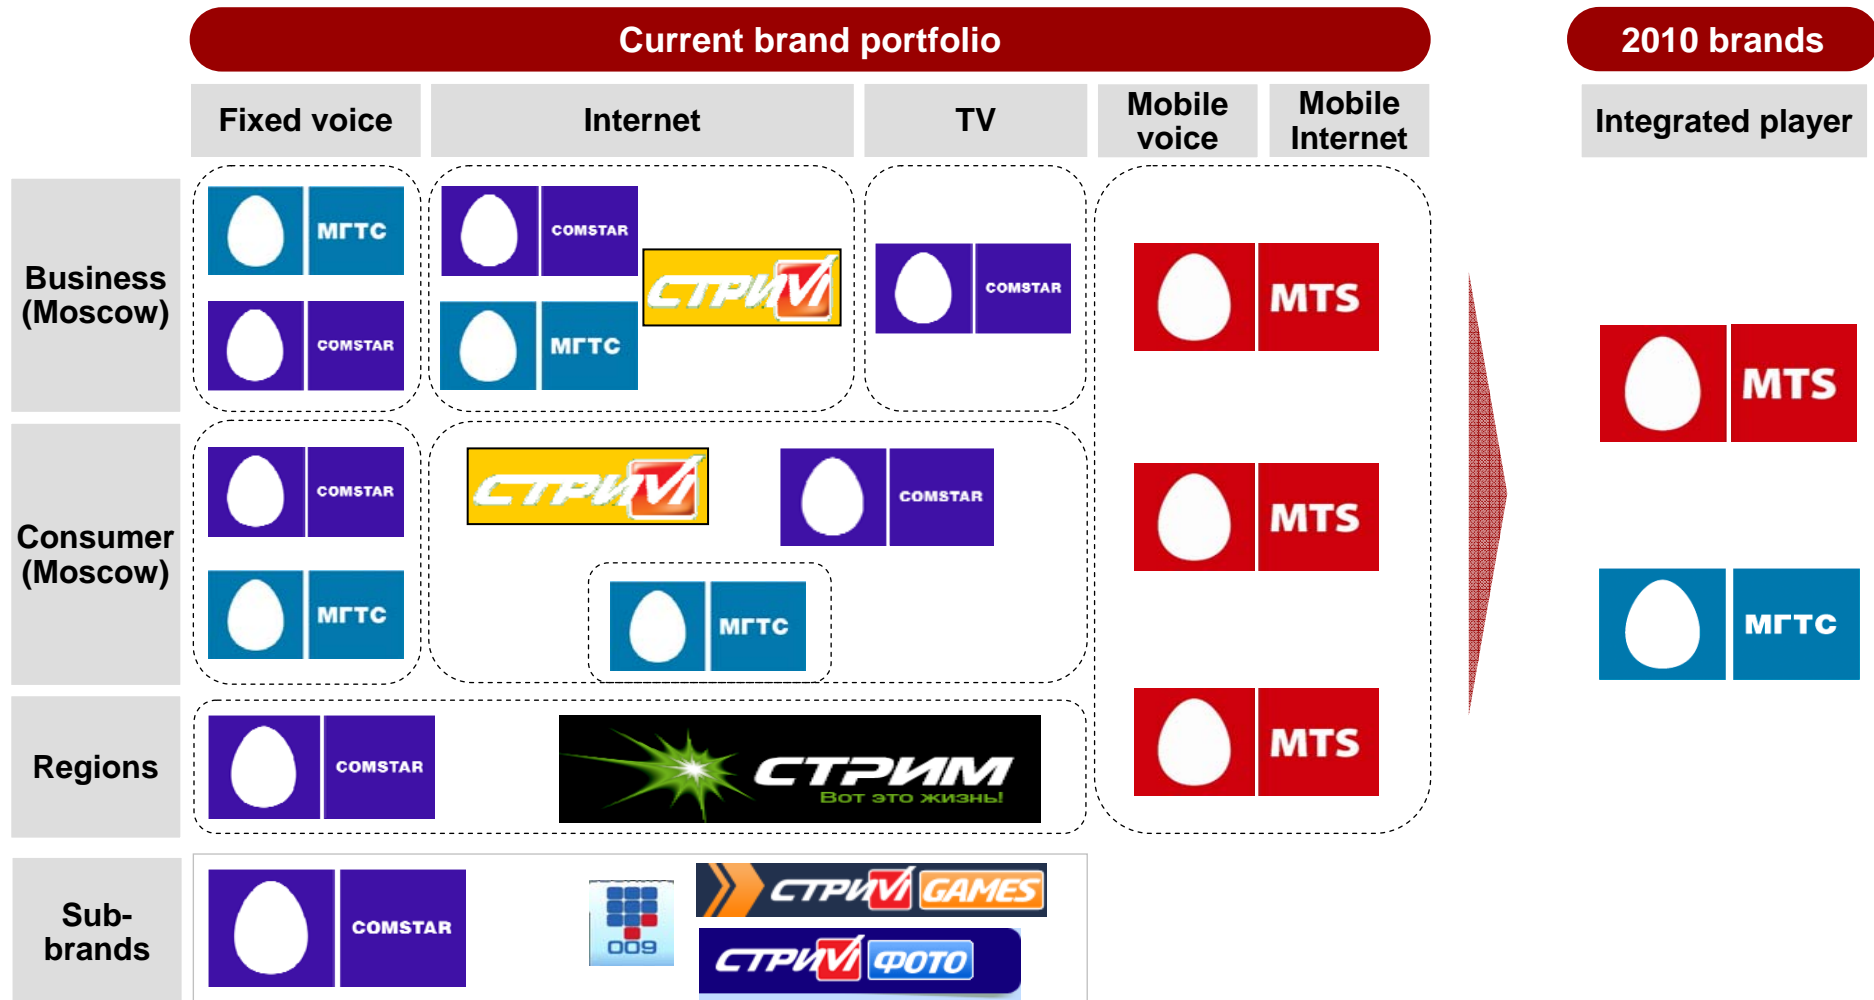 Current brand portfolio
2010 brands
Fixed voice
Internet
TV
Mobile
voice
Mobile
Internet
Integrated player
Business
(Moscow)
МГТС
COMSTAR
COMSTAR
МГТС
СТРИМ
COMSTAR
MTS
MTS
МГТС
Consumer
(Moscow)
COMSTAR
МГТС
СТРИМ
COMSTAR
МГТС
MTS
Regions
COMSTAR
СТРИМ
Вот это жизнь!
MTS
Sub-
brands
COMSTAR
009
СТРИМ GAMES
СТРИМ ФОТО